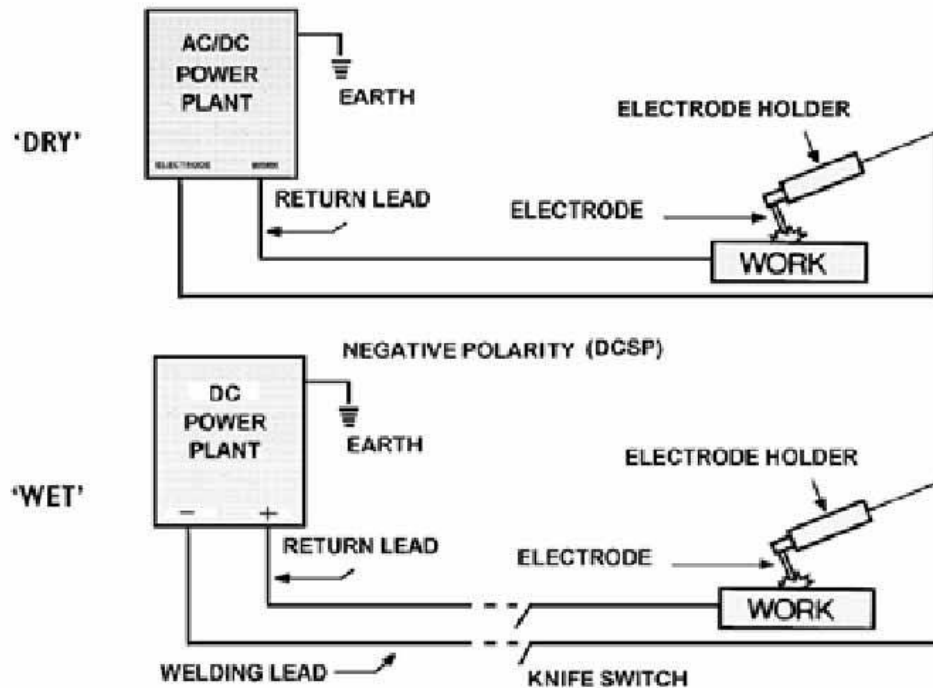 'DRY'
AC/DC
POWER
PLANT
ELECTRODE
WORK
EARTH
RETURN LEAD
ELECTRODE HOLDER
ELECTRODE
WORK
NEGATIVE POLARITY (DCSP)
'WET'
DC
POWER
PLANT
− +
EARTH
RETURN LEAD
ELECTRODE HOLDER
ELECTRODE
WORK
WELDING LEAD
KNIFE SWITCH